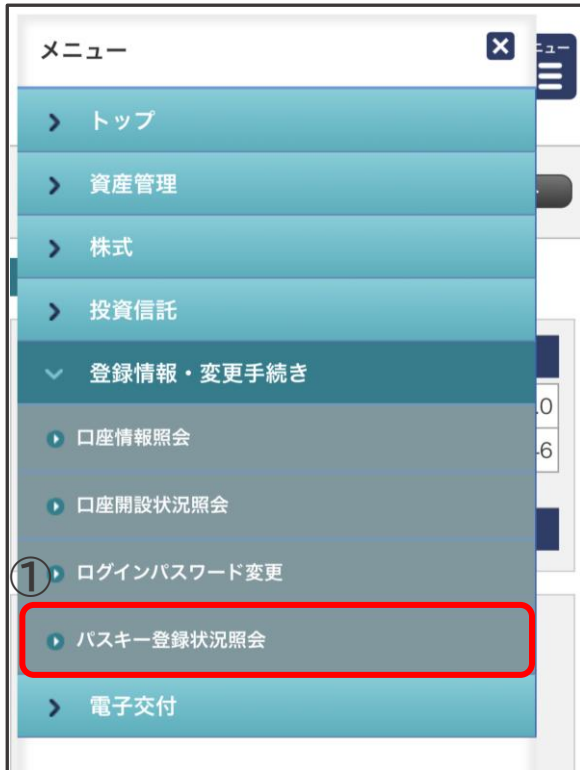 メニュー
ュー
トップ
資産管理
株式
投資信託
登録情報・変更手続き
.0
口座情報照会
-6
口座開設状況照会
① ログインパスワード変更
パスキー登録状況照会
電子交付